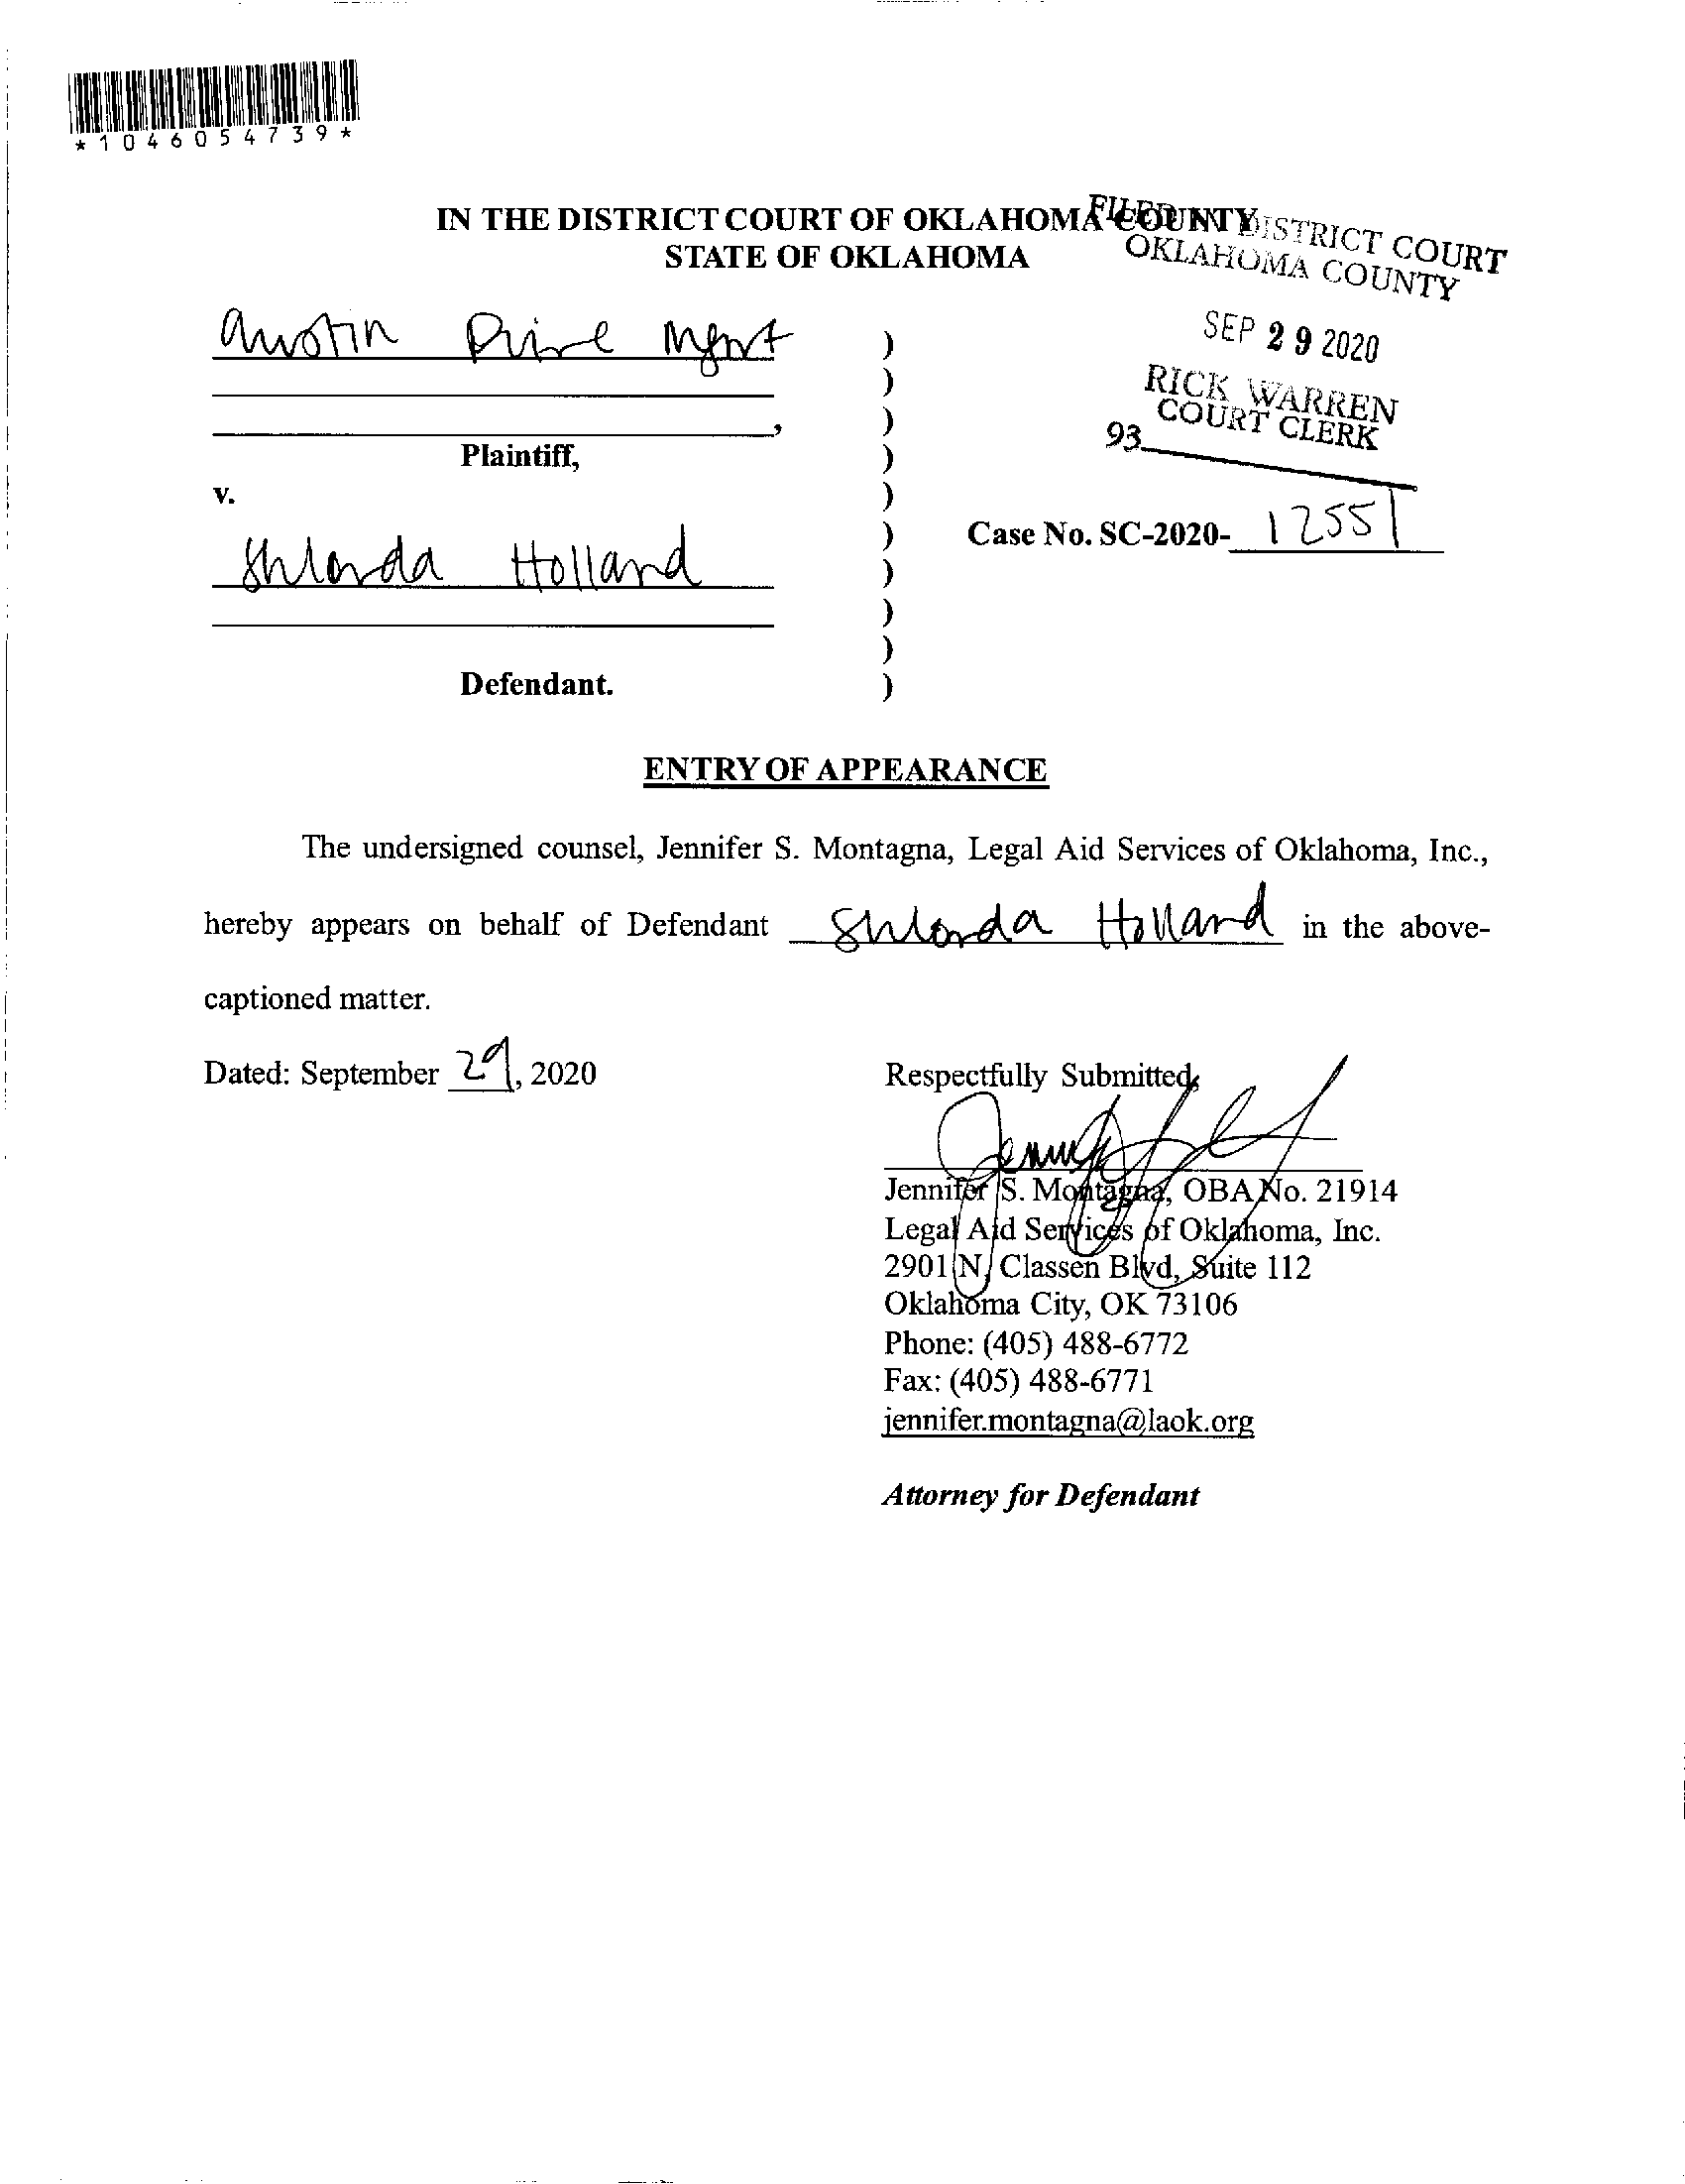 *1046054739*
IN THE DISTRICT COURT OF OKLAHOMA COUNTY
STATE OF OKLAHOMA
FILED IN DISTRICT COURT
OKLAHOMA COUNTY
SEP 29 2020
RICK WARREN
COURT CLERK
93
Austin Mgmt
,
Plaintiff,
v.
Case No. SC-2020- 12551
Shlonda Holland
Defendant.
ENTRY OF APPEARANCE
The undersigned counsel, Jennifer S. Montagna, Legal Aid Services of Oklahoma, Inc.,
hereby appears on behalf of Defendant Shlonda Holland in the above-
captioned matter.
Dated: September 29, 2020
Respectfully Submitted,
Jennifer S. Montagna, OBA No. 21914
Legal Aid Services of Oklahoma, Inc.
2901 N. Classen Blvd, Suite 112
Oklahoma City, OK 73106
Phone: (405) 488-6772
Fax: (405) 488-6771
jennifer.montagna@laok.org
Attorney for Defendant